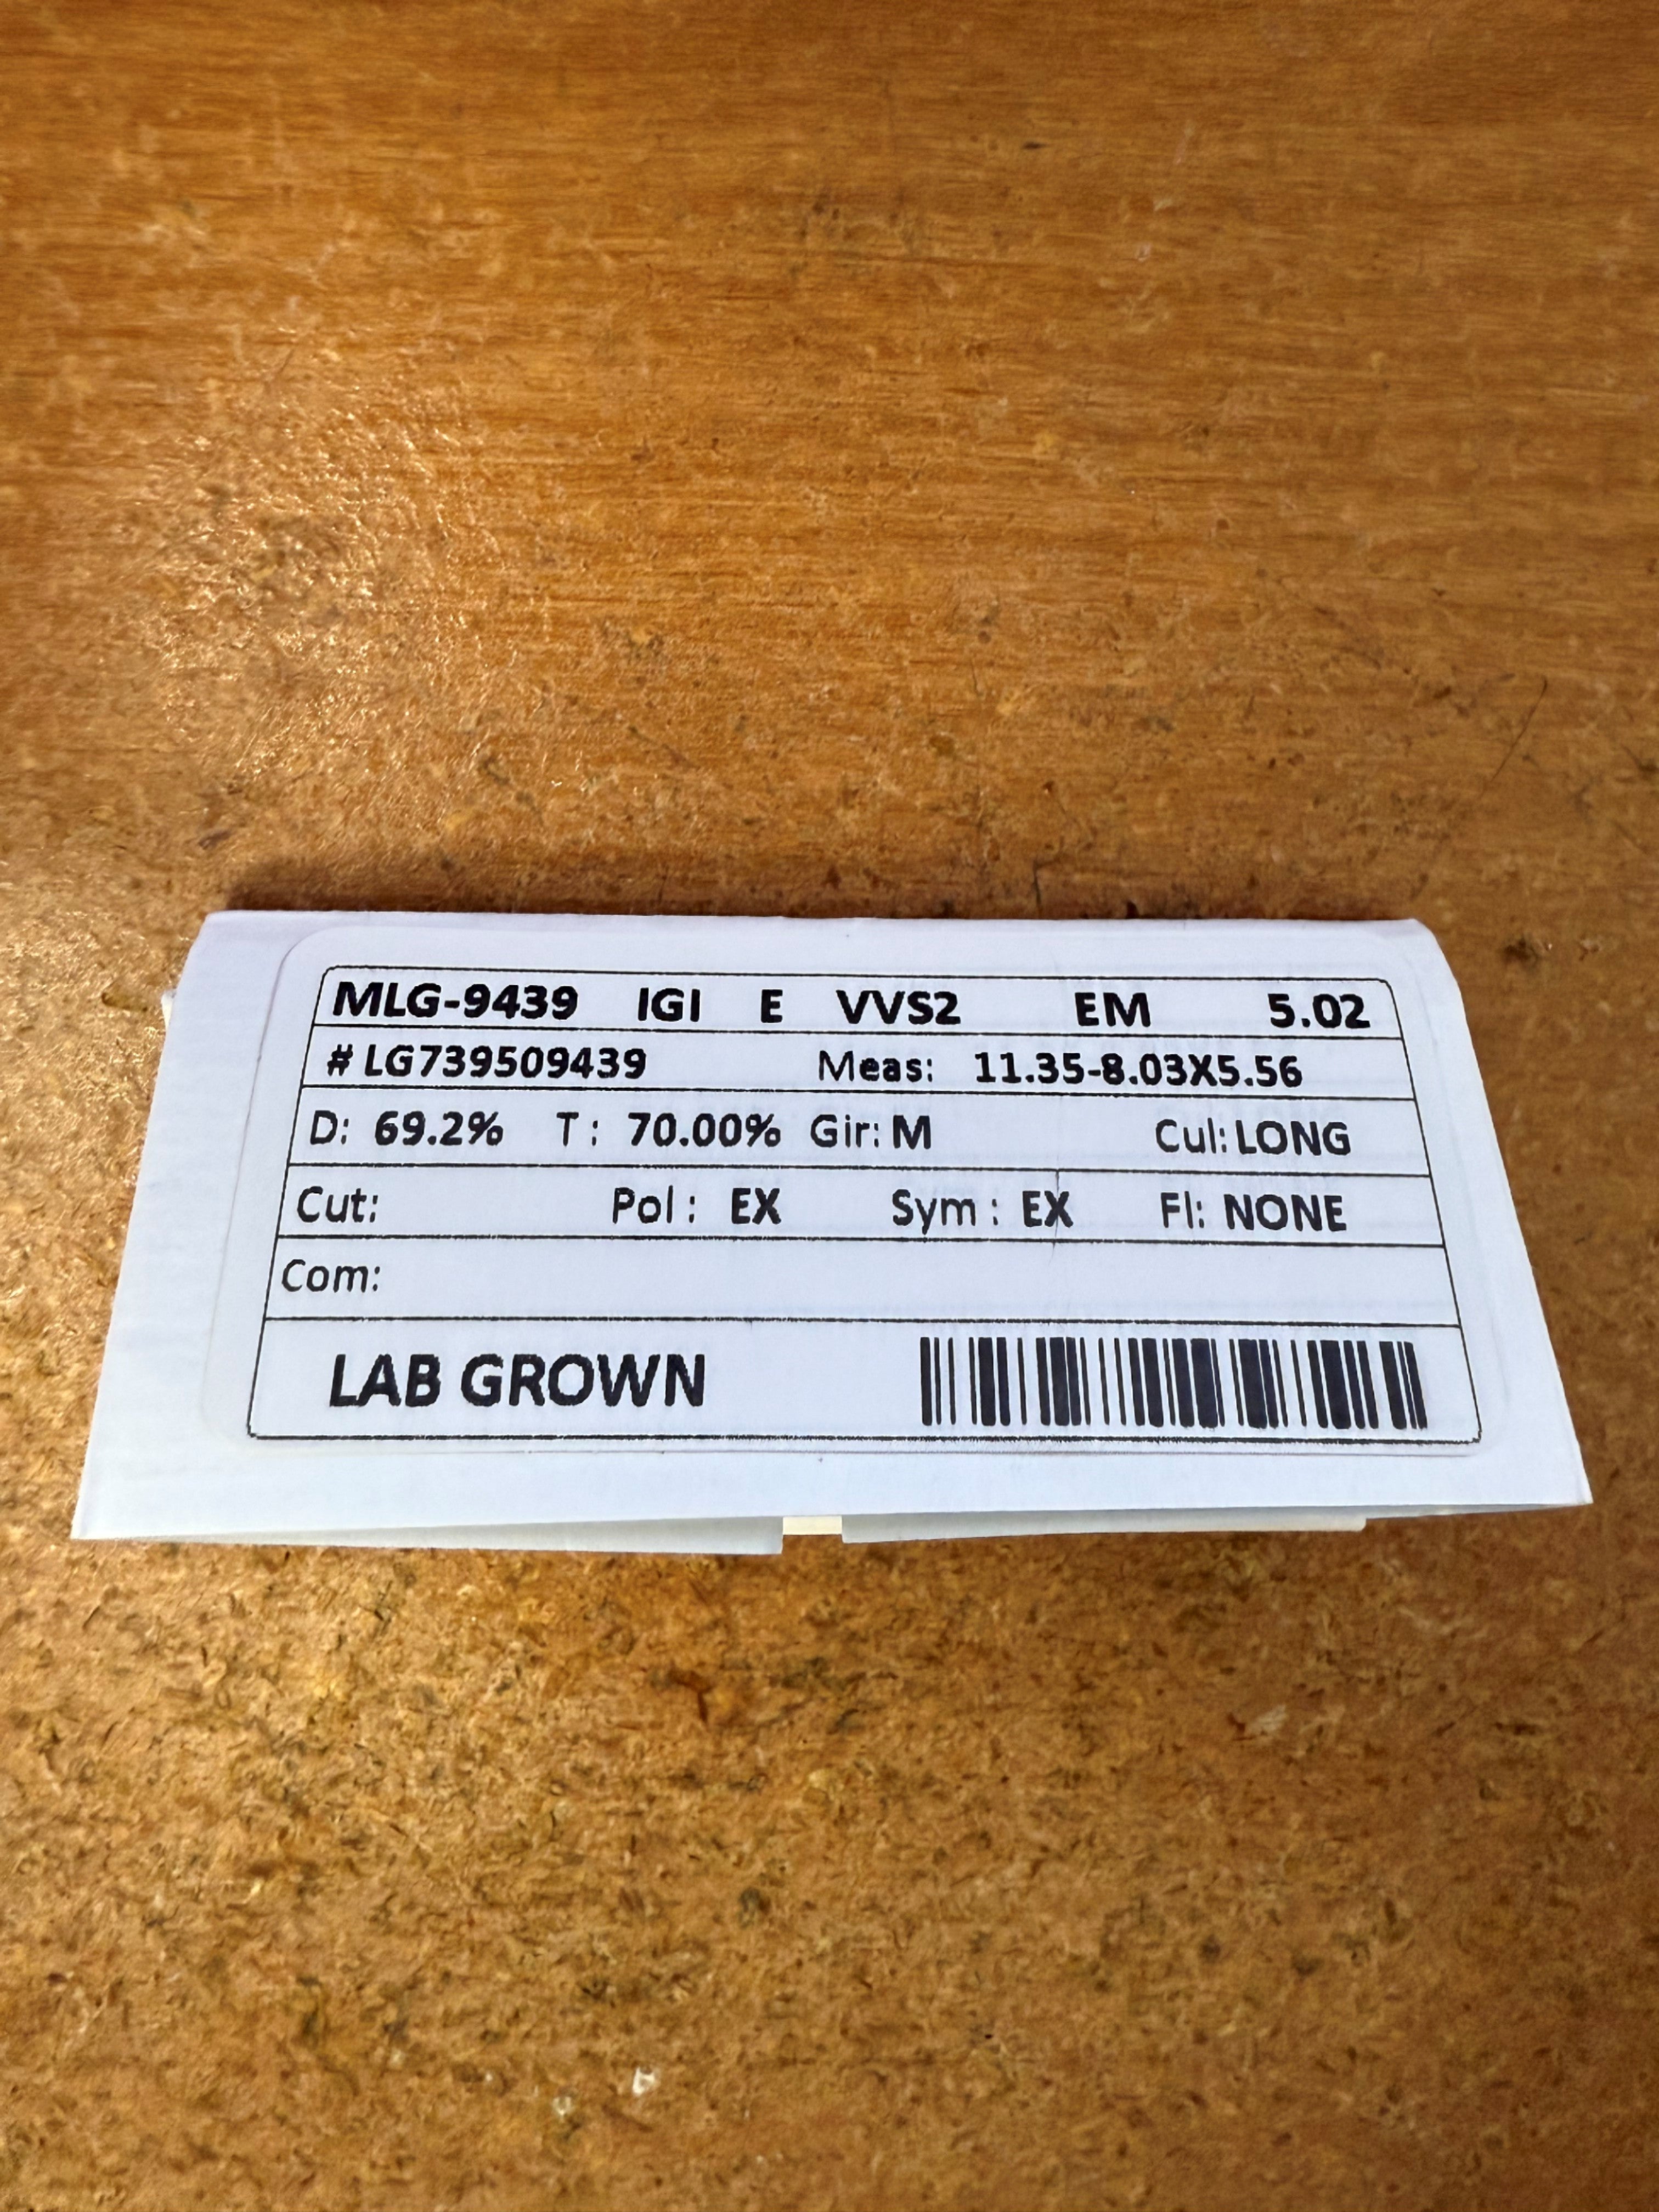 MLG-9439 IGI E VVS2 EM 5.02
# LG739509439 Meas: 11.35-8.03X5.56
D: 69.2% T: 70.00% Gir: M Cul: LONG
Cut: Pol : EX Sym : EX Fl: NONE
Com:
LAB GROWN